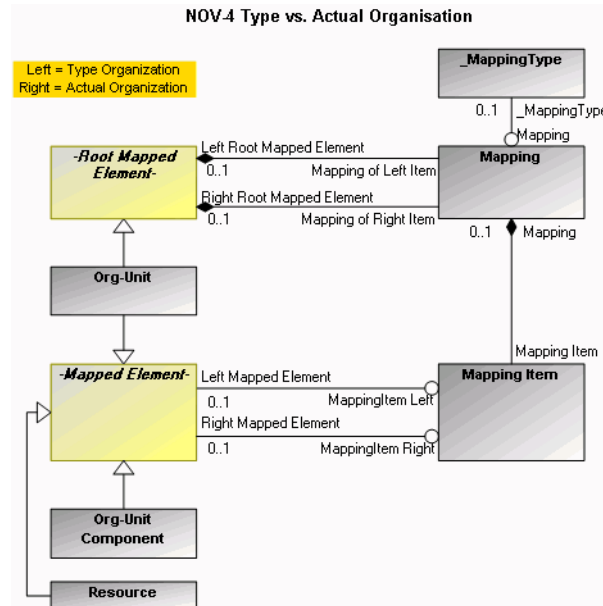 NOV-4 Type vs. Actual Organisation
Left = Type Organization
Right = Actual Organization
_MappingType
0..1 _MappingType
Mapping
-Root Mapped
Element-
Left Root Mapped Element
0..1 Mapping of Left Item
Right Root Mapped Element
0..1 Mapping of Right Item
Mapping
0..1 Mapping
Org-Unit
Mapping Item
-Mapped Element-
Left Mapped Element
0..1 MappingItem Left
Right Mapped Element
0..1 MappingItem Right
Mapping Item
Org-Unit
Component
Resource